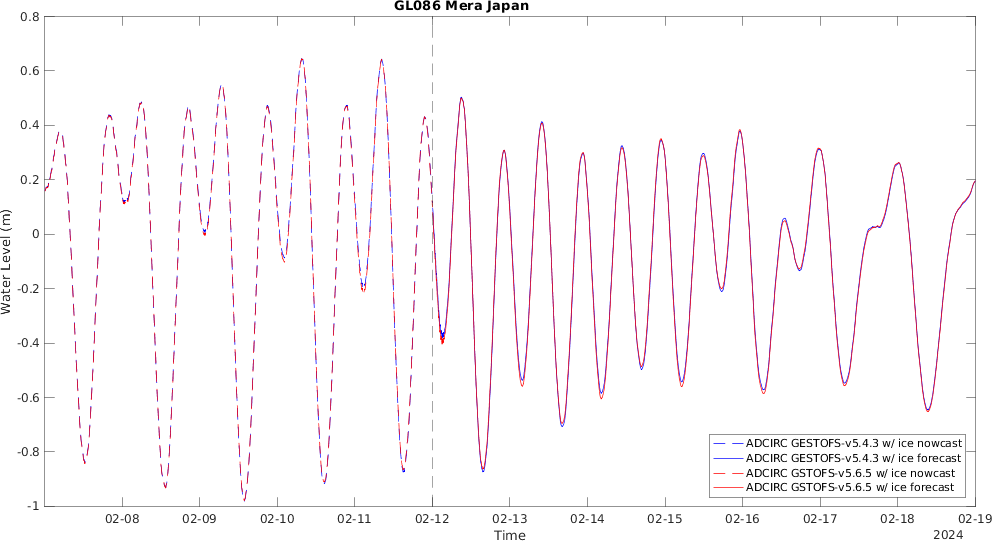 GL086 Mera Japan
0.8
0.6
0.4
0.2
0
-0.2
-0.4
-0.6
-0.8
-1
Water Level (m)
ADCIRC GESTOFS-v5.4.3 w/ ice nowcast
ADCIRC GESTOFS-v5.4.3 w/ ice forecast
ADCIRC GSTOFS-v5.6.5 w/ ice nowcast
ADCIRC GSTOFS-v5.6.5 w/ ice forecast
02-08 02-09 02-10 02-11 02-12 02-13 02-14 02-15 02-16 02-17 02-18 02-19
Time
2024